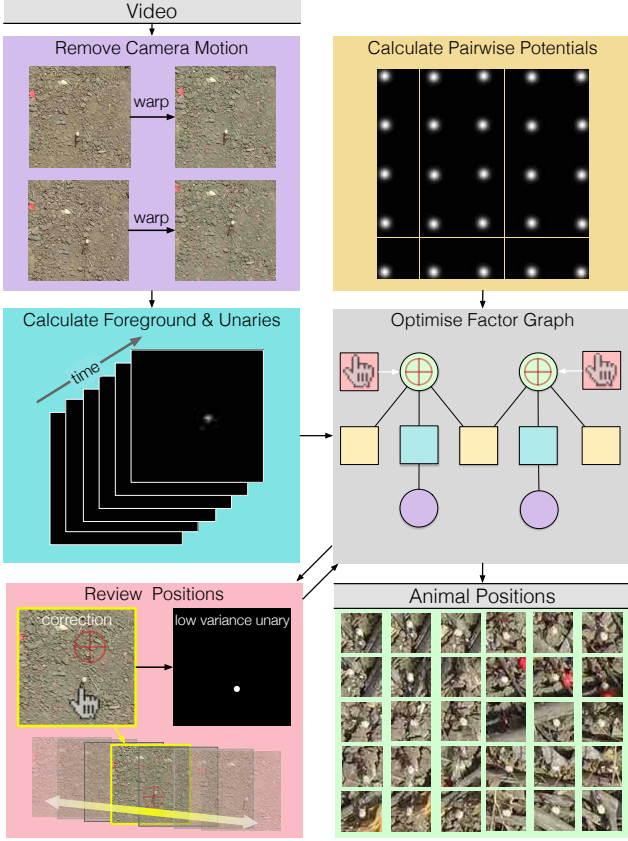 Video
Remove Camera Motion
warp
warp
Calculate Pairwise Potentials
Calculate Foreground & Unaries
time
Optimise Factor Graph
Review Positions
correction
low variance unary
Animal Positions